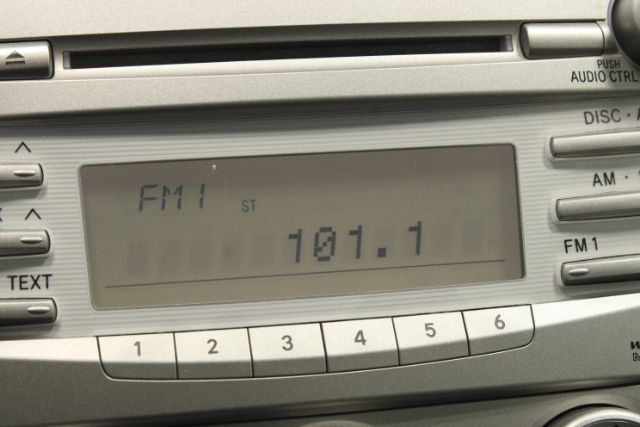 PUSH
AUDIO CTRL
DISC ·
AM ·
FM1 ST
101.1
FM1
TEXT
1 2 3 4 5 6